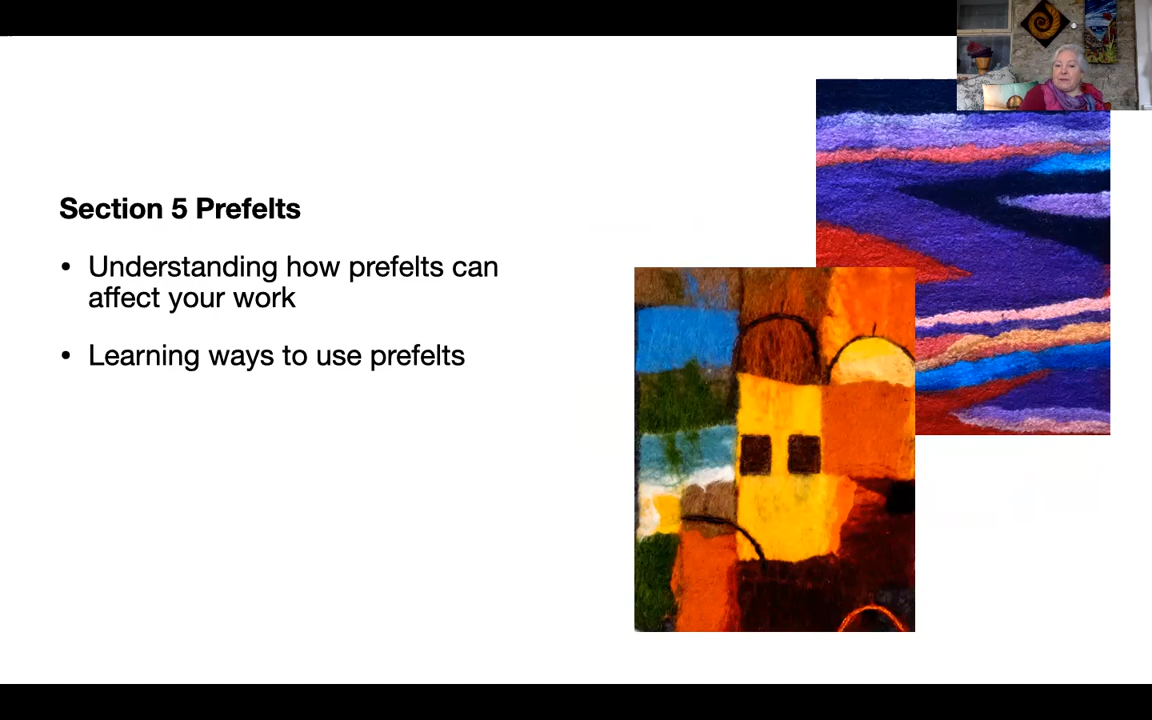 Section 5 Prefelts
• Understanding how prefelts can
affect your work
• Learning ways to use prefelts